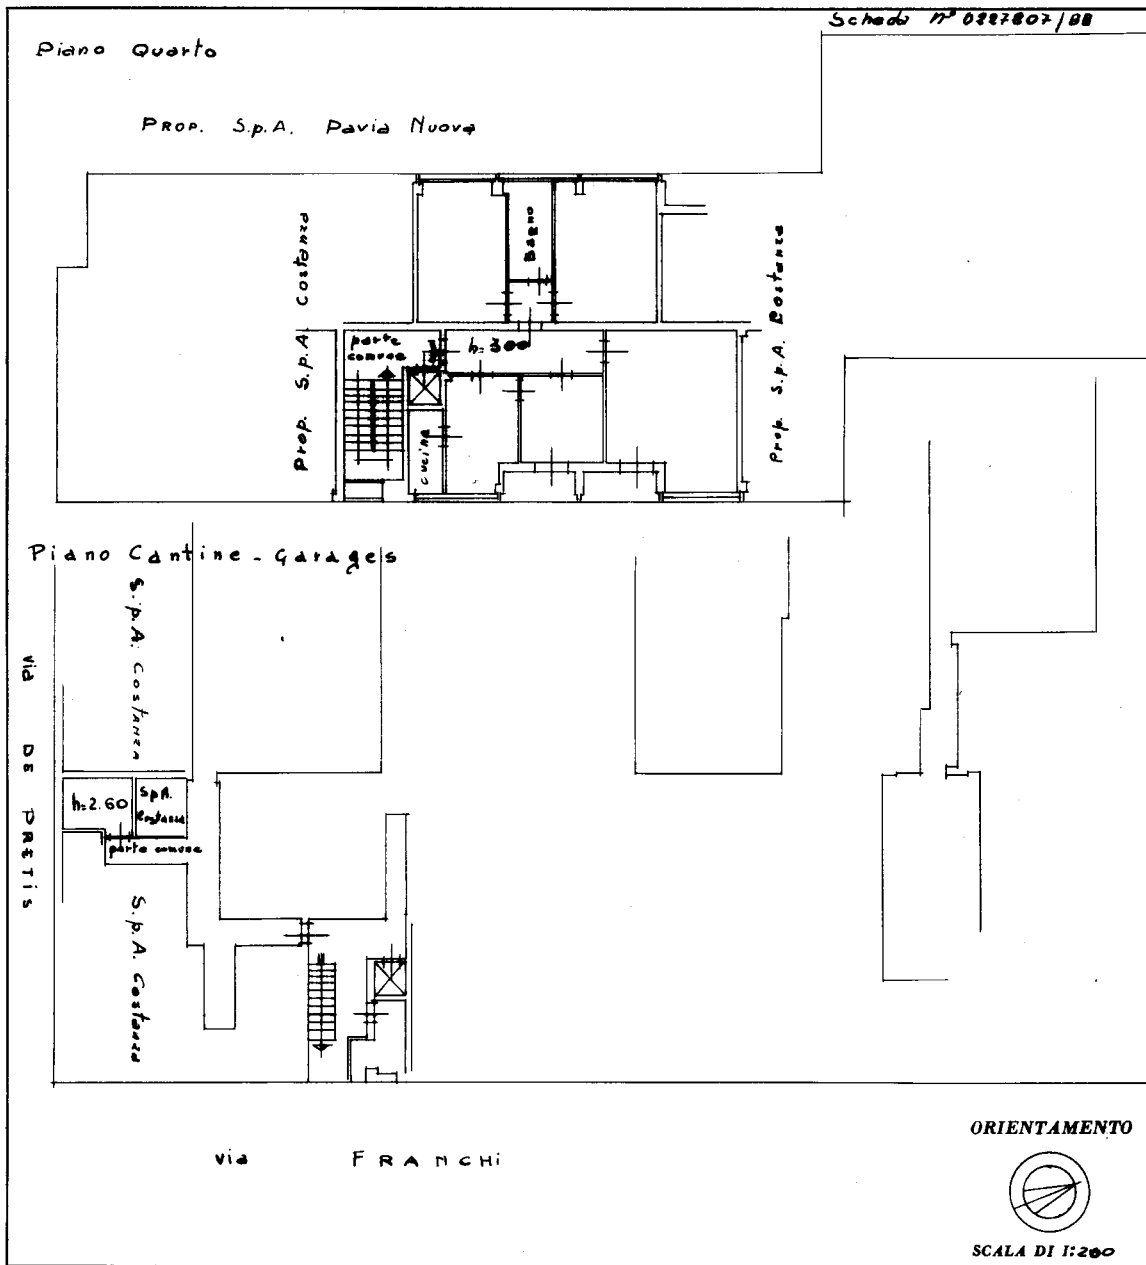 Scheda n° 0227807/88
Piano Quarto
PROP. S.p.A. Pavia Nuova
Prop. S.p.A. Costanza
Bagno
Prop. S.p.A. Costanza
parte comune
h=300
cucina
Piano Cantine - Garages
S.p.A. Costanza
via DE PRETIS
h=2.60
S.p.A. Costanza
parte comune
S.p.A. Costanza
via FRANCHI
ORIENTAMENTO
SCALA DI 1:200